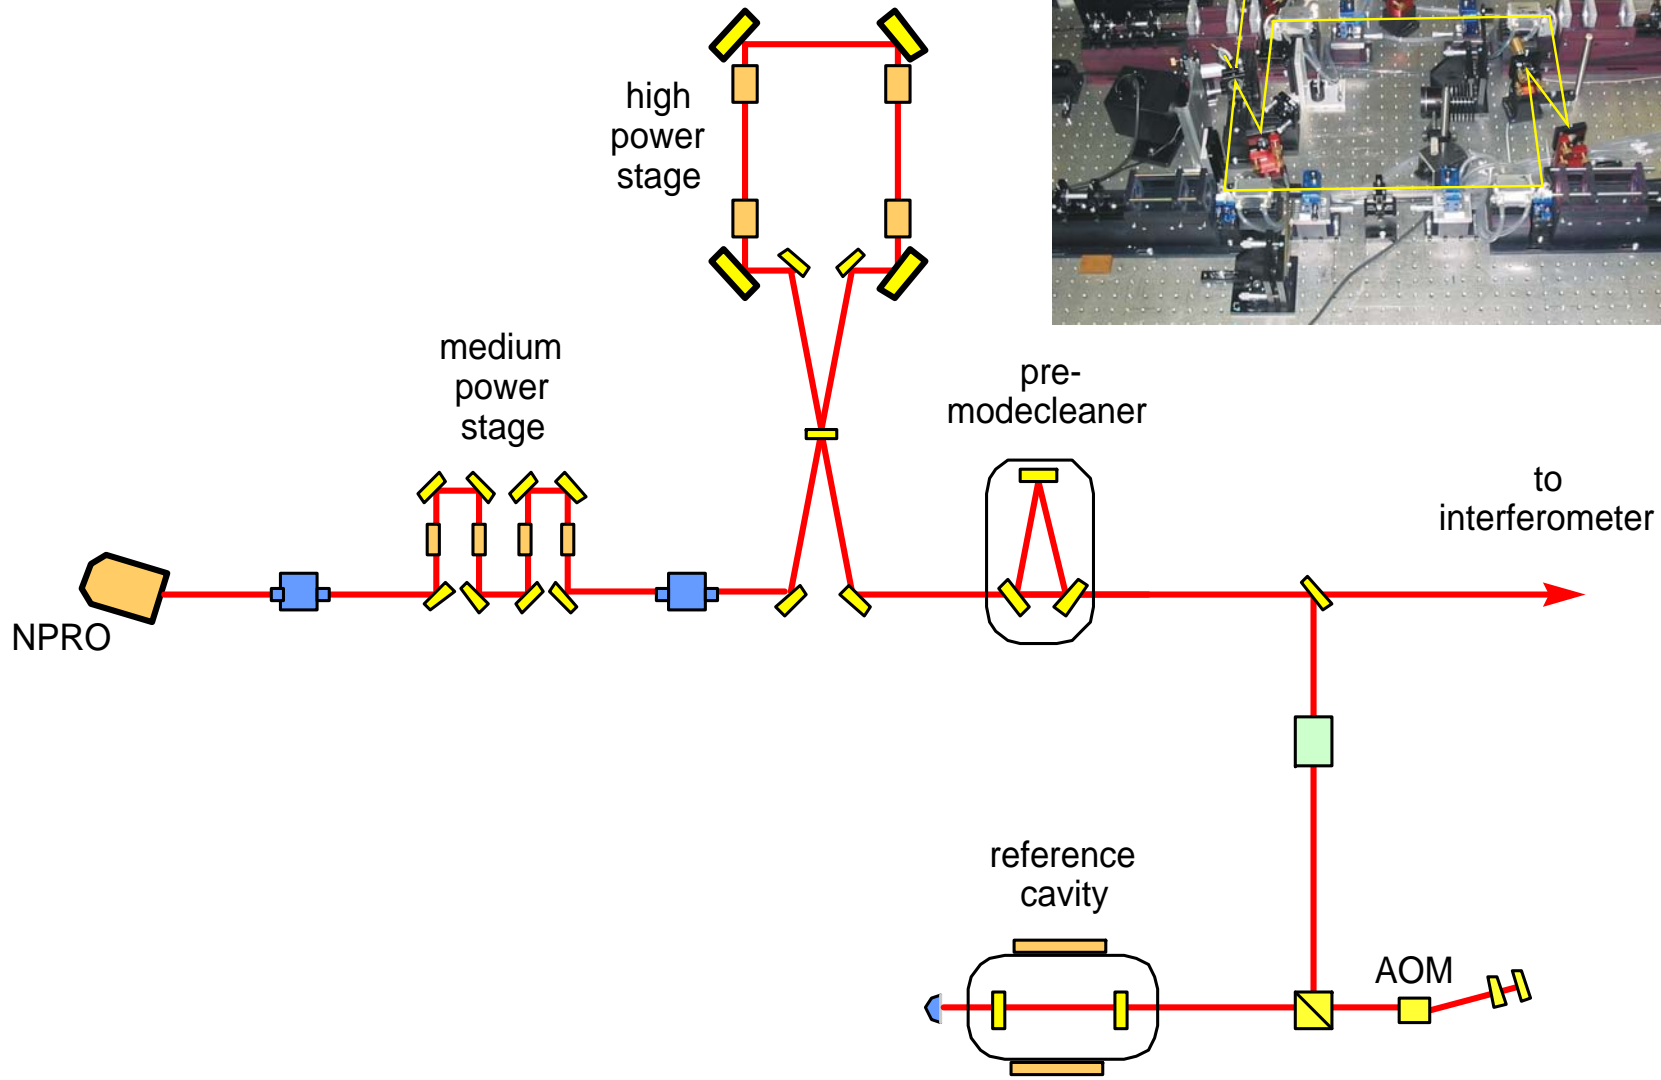 high
power
stage
medium
power
stage
pre-
modecleaner
to
interferometer
NPRO
reference
cavity
AOM